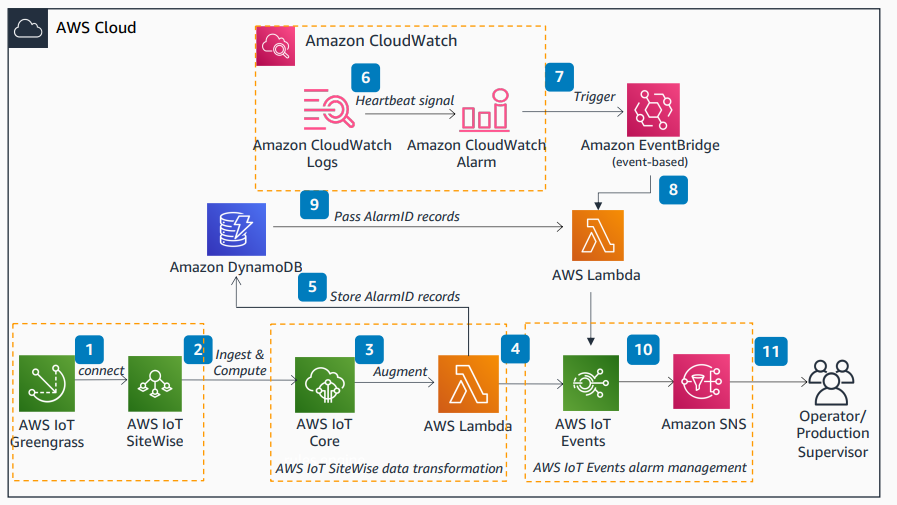 AWS Cloud
Amazon CloudWatch
6
Heartbeat signal
7
Trigger
Amazon CloudWatch
Logs
Amazon CloudWatch
Alarm
Amazon EventBridge
(event-based)
8
9
Pass AlarmID records
Amazon DynamoDB
AWS Lambda
5
Store AlarmID records
1
connect
2
Ingest &
Compute
3
Augment
4
10
11
AWS IoT
Greengrass
AWS IoT
SiteWise
AWS IoT
Core
AWS Lambda
AWS IoT
Events
Amazon SNS
Operator/
Production
Supervisor
AWS IoT SiteWise data transformation
AWS IoT Events alarm management